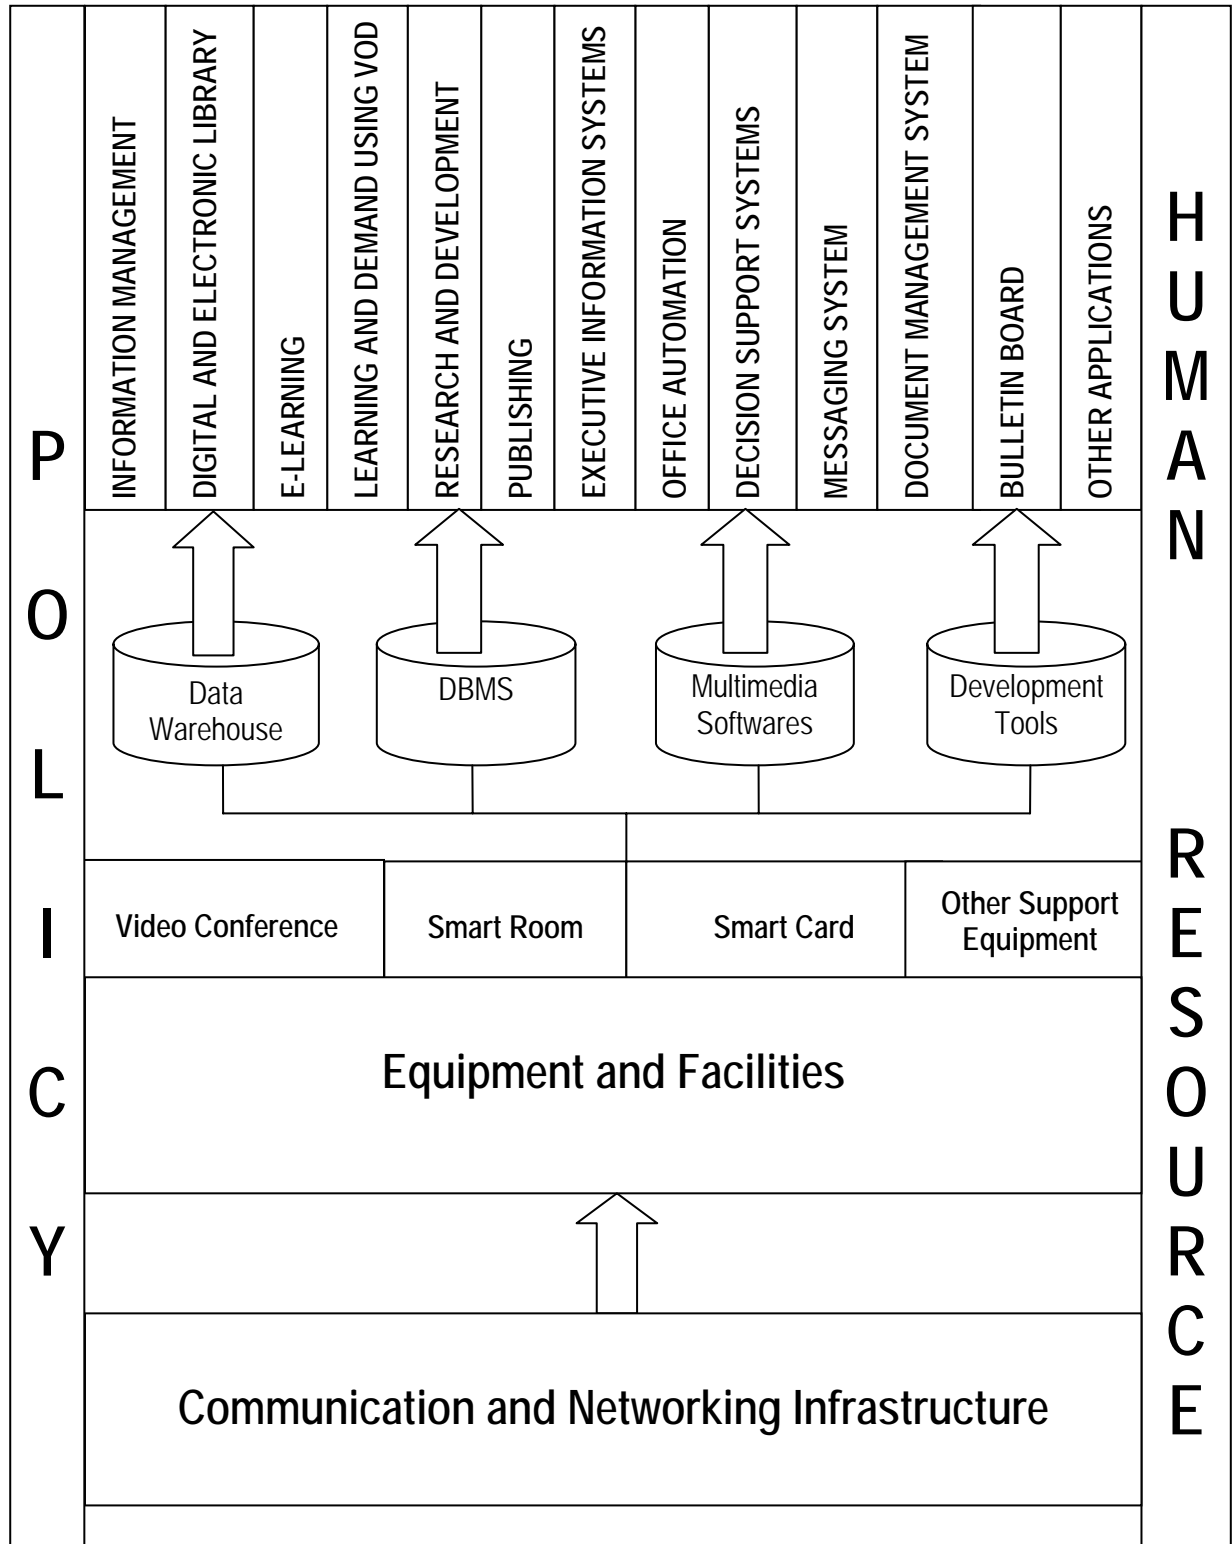 INFORMATION MANAGEMENT
DIGITAL AND ELECTRONIC LIBRARY
E-LEARNING
LEARNING AND DEMAND USING VOD
RESEARCH AND DEVELOPMENT
PUBLISHING
EXECUTIVE INFORMATION SYSTEMS
OFFICE AUTOMATION
DECISION SUPPORT SYSTEMS
MESSAGING SYSTEM
DOCUMENT MANAGEMENT SYSTEM
BULLETIN BOARD
OTHER APPLICATIONS
POLICY
HUMAN RESOURCE
Data
Warehouse
DBMS
Multimedia
Softwares
Development
Tools
Video Conference
Smart Room
Smart Card
Other Support
Equipment
Equipment and Facilities
Communication and Networking Infrastructure